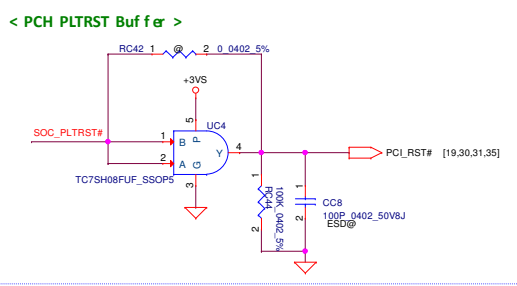 < PCH PLTRST Buffer >
RC42 1 @ 2 0_0402_5%
+3VS
5
UC4
SOC_PLTRST#
1 B P
Y 4
2 A G
PCI_RST# [19,30,31,35]
TC7SH08FUF_SSOP5
3
1
RC44
100K_0402_5%
2
1
CC8
100P_0402_50V8J
2
ESD@